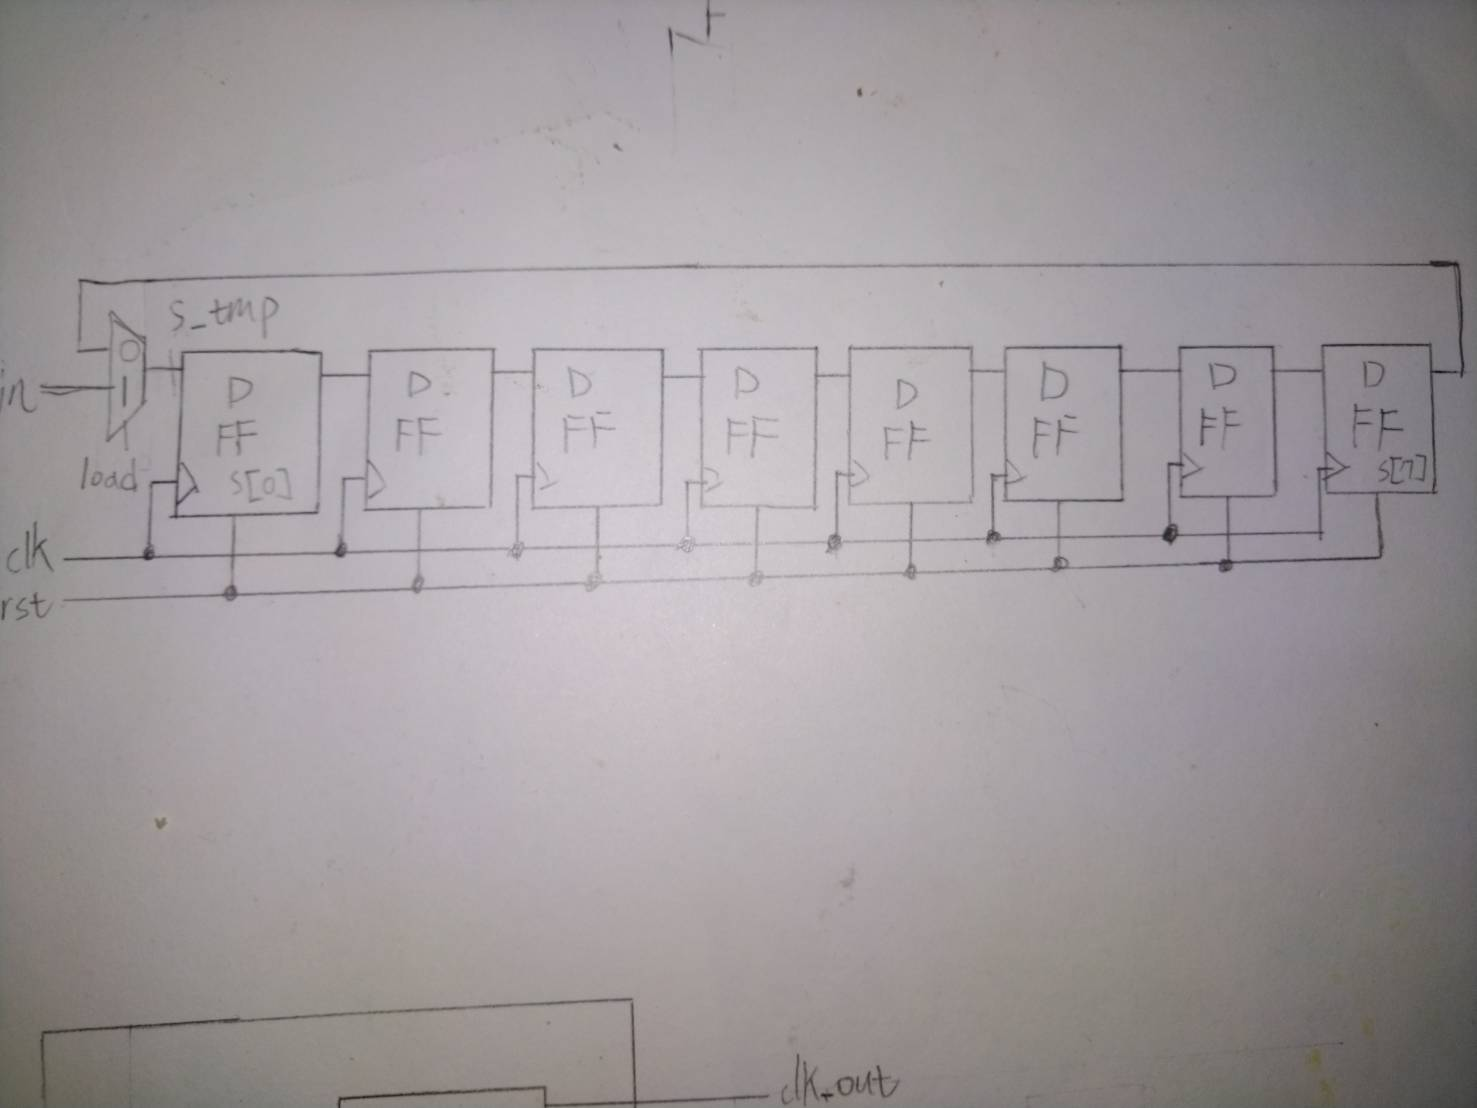 s_tmp
0
in
1
load
D FF s[0]
D FF
D FF
D FF
D FF
D FF
D FF
D FF s[7]
clk
rst
clk_out